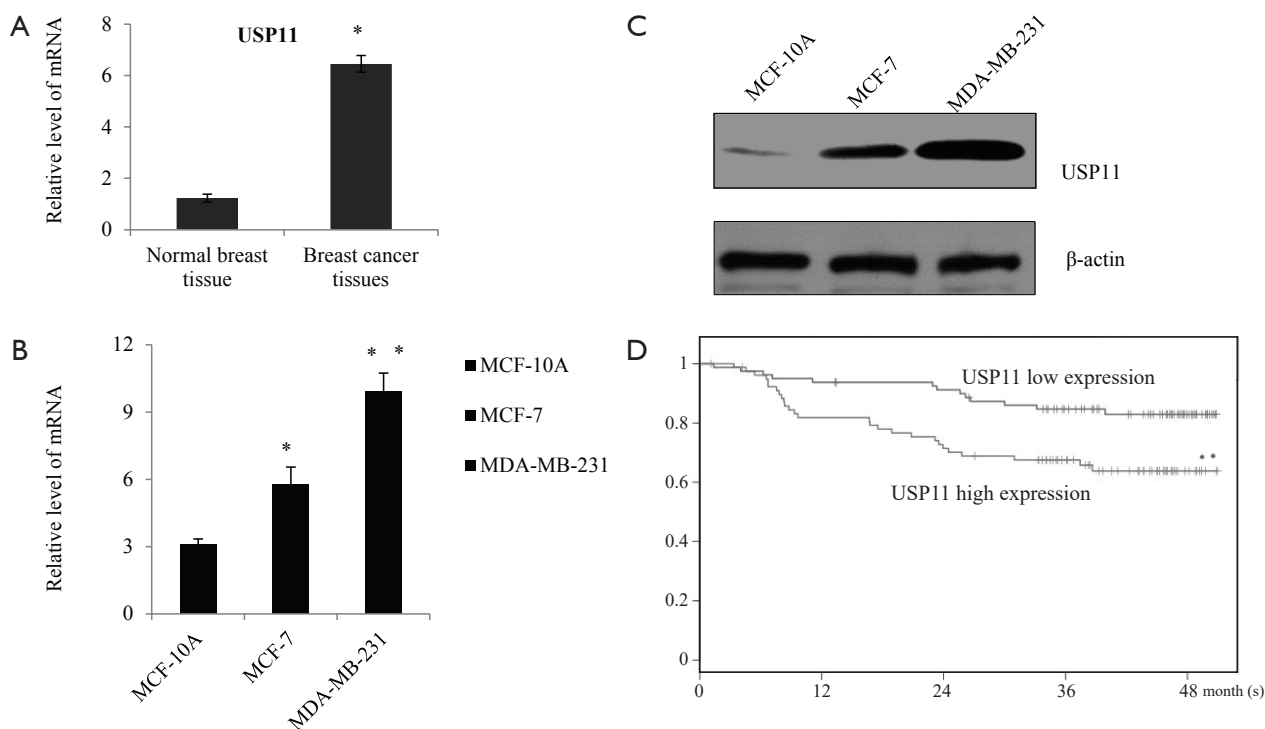 A
Relative level of mRNA
8
6
4
2
0
USP11
*
Normal breast
tissue
Breast cancer
tissues
B
Relative level of mRNA
12
9
6
3
0
*
* *
MCF-10A
MCF-7
MDA-MB-231
MCF-10A
MCF-7
MDA-MB-231
C
MCF-10A
MCF-7
MDA-MB-231
USP11
β-actin
D
1
0.8
0.6
0.4
0.2
0
USP11 low expression
* *
USP11 high expression
0
12
24
36
48
month (s)